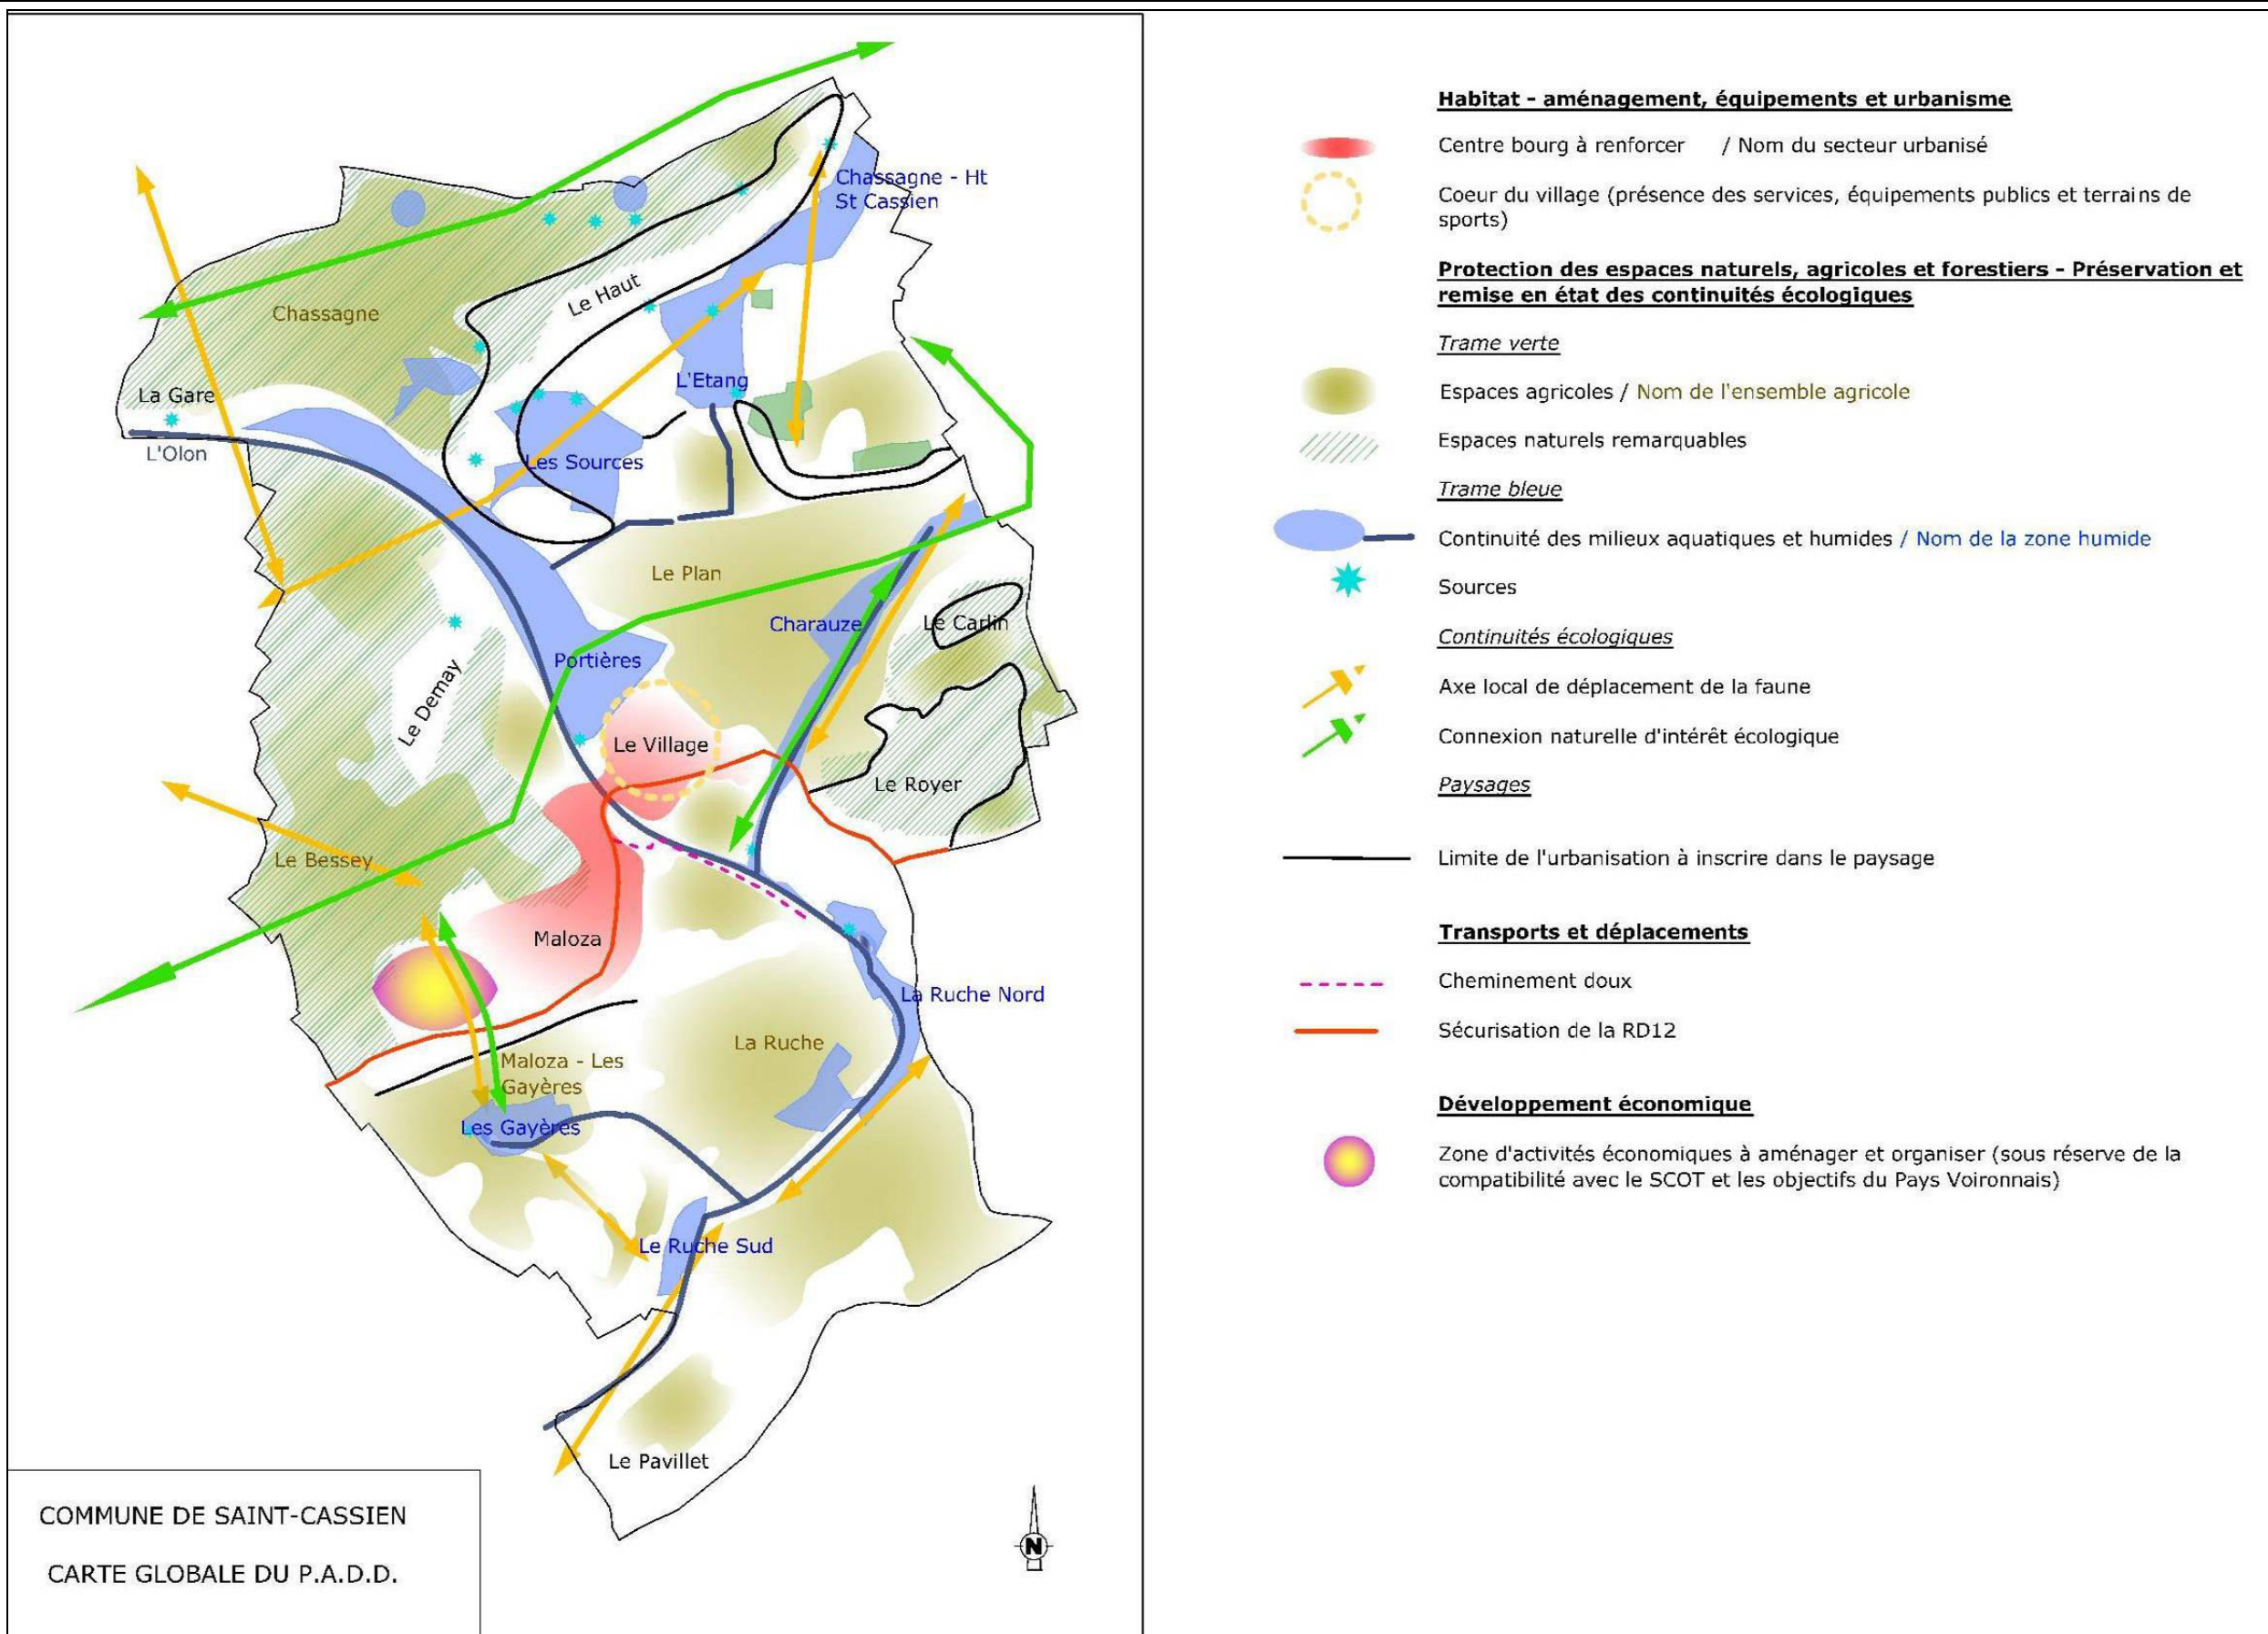 Chassagne - Ht
St Cassien
Le Haut
Chassagne
L'Etang
La Gare
L'Olon
Les Sources
Le Plan
Charauze
Le Carlin
Portières
Le Demay
Le Village
Le Royer
Le Bessey
Maloza
La Ruche Nord
La Ruche
Maloza - Les
Gayères
Les Gayères
Le Ruche Sud
Le Pavillet
N
COMMUNE DE SAINT-CASSIEN
CARTE GLOBALE DU P.A.D.D.
Habitat - aménagement, équipements et urbanisme
Centre bourg à renforcer / Nom du secteur urbanisé
Coeur du village (présence des services, équipements publics et terrains de
sports)
Protection des espaces naturels, agricoles et forestiers - Préservation et
remise en état des continuités écologiques
Trame verte
Espaces agricoles / Nom de l'ensemble agricole
Espaces naturels remarquables
Trame bleue
Continuité des milieux aquatiques et humides / Nom de la zone humide
Sources
Continuités écologiques
Axe local de déplacement de la faune
Connexion naturelle d'intérêt écologique
Paysages
Limite de l'urbanisation à inscrire dans le paysage
Transports et déplacements
Cheminement doux
Sécurisation de la RD12
Développement économique
Zone d'activités économiques à aménager et organiser (sous réserve de la
compatibilité avec le SCOT et les objectifs du Pays Voironnais)